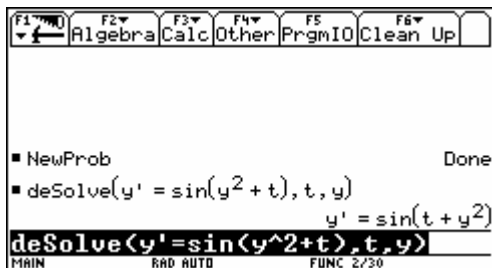 F1 F2 F3 F4 F5 F6
Algebra Calc Other PrgmIO Clean Up
NewProb Done
deSolve(y' = sin(y² + t), t, y)
y' = sin(t + y²)
deSolve(y'=sin(y^2+t),t,y)
MAIN RAD AUTO FUNC 2/30